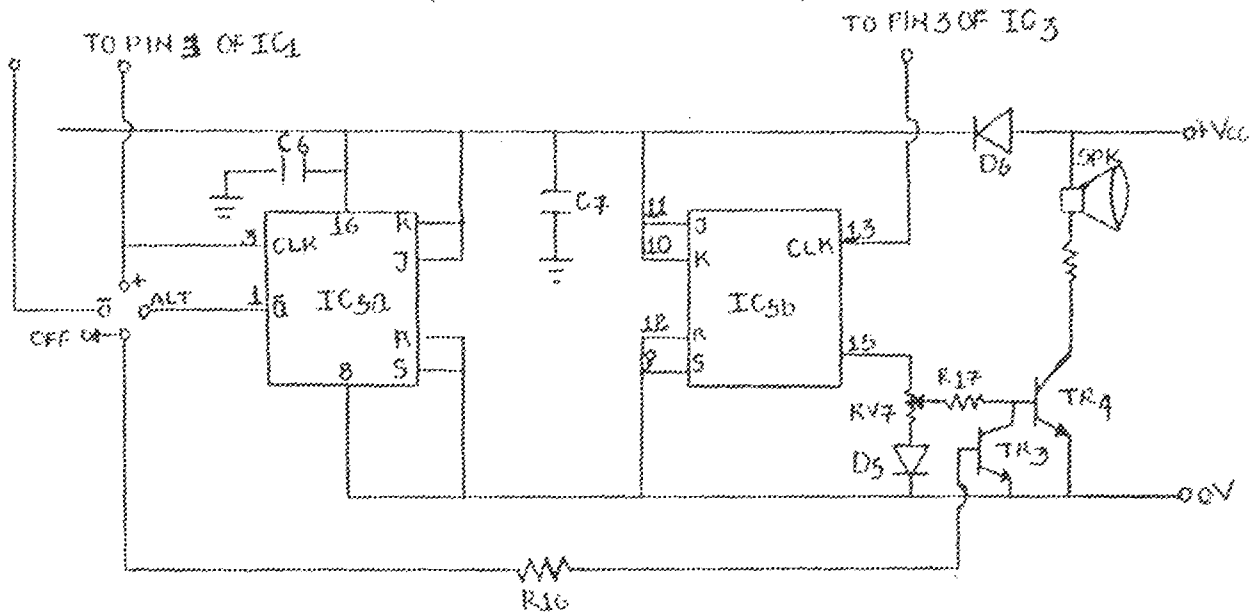 TO PIN 3 OF IC1
TO PIN 3 OF IC3
C6
16
3
CLK
K
J
1
Q̄
IC5a
R
S
8
+
ALT
OFF
C7
11
J
10
K
IC5b
CLK
13
12
R
9
S
15
D6
+Vcc
SPK
R17
RV7
D5
TR3
TR4
0V
R16